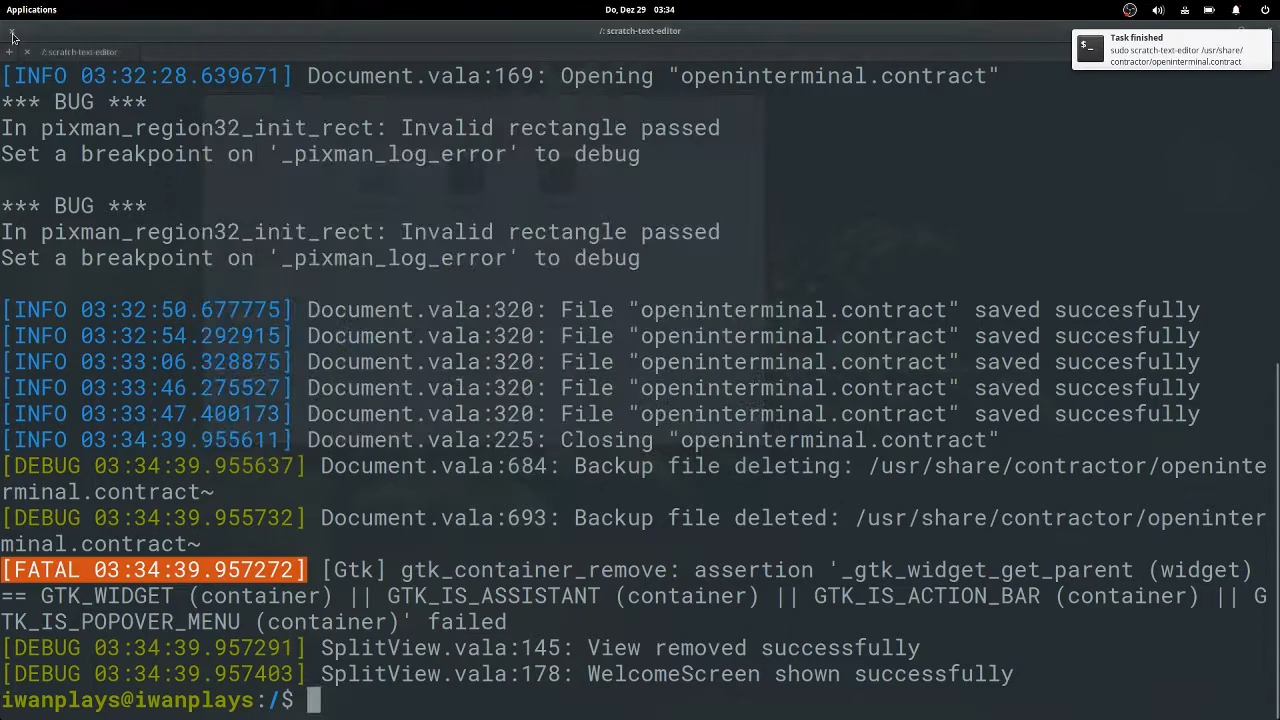 Applications
Do, Dez 29 03:34
/: scratch-text-editor
+ × /: scratch-text-editor
Task finished
sudo scratch-text-editor /usr/share/
contractor/openinterminal.contract
[INFO 03:32:28.639671] Document.vala:169: Opening "openinterminal.contract"
*** BUG ***
In pixman_region32_init_rect: Invalid rectangle passed
Set a breakpoint on '_pixman_log_error' to debug
*** BUG ***
In pixman_region32_init_rect: Invalid rectangle passed
Set a breakpoint on '_pixman_log_error' to debug
[INFO 03:32:50.677775] Document.vala:320: File "openinterminal.contract" saved succesfully
[INFO 03:32:54.292915] Document.vala:320: File "openinterminal.contract" saved succesfully
[INFO 03:33:06.328875] Document.vala:320: File "openinterminal.contract" saved succesfully
[INFO 03:33:46.275527] Document.vala:320: File "openinterminal.contract" saved succesfully
[INFO 03:33:47.400173] Document.vala:320: File "openinterminal.contract" saved succesfully
[INFO 03:34:39.955611] Document.vala:225: Closing "openinterminal.contract"
[DEBUG 03:34:39.955637] Document.vala:684: Backup file deleting: /usr/share/contractor/openinte
rminal.contract~
[DEBUG 03:34:39.955732] Document.vala:693: Backup file deleted: /usr/share/contractor/openinter
minal.contract~
[FATAL 03:34:39.957272] [Gtk] gtk_container_remove: assertion '_gtk_widget_get_parent (widget)
== GTK_WIDGET (container) || GTK_IS_ASSISTANT (container) || GTK_IS_ACTION_BAR (container) || G
TK_IS_POPOVER_MENU (container)' failed
[DEBUG 03:34:39.957291] SplitView.vala:145: View removed successfully
[DEBUG 03:34:39.957403] SplitView.vala:178: WelcomeScreen shown successfully
iwanplays@iwanplays:/$